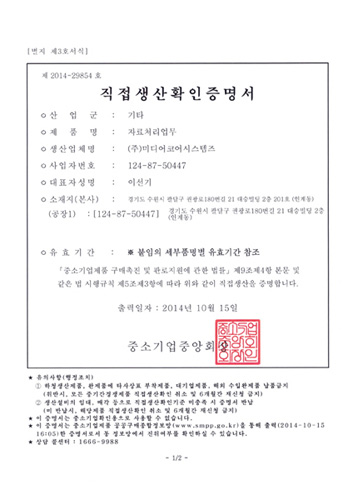 [별지 제3호서식]
제 2014-29854 호
직접생산확인증명서
○ 산 업 군 : 기타
○ 제 품 명 : 자료처리업무
○ 생산업체명 : (주)미디어코어시스템즈
○ 사업자번호 : 124-87-50447
○ 대표자성명 : 이선기
○ 소재지(본사) : 경기도 수원시 권선구 권광로180번길 21 대승빌딩 2층 201호 (인계동)
(공장1) : [124-87-50447] 경기도 수원시 권선구 권광로180번길 21 대승빌딩 2층
(인계동)
○ 유 효 기 간 : ※ 붙임의 세부품명별 유효기간 참조
「중소기업제품 구매촉진 및 판로지원에 관한 법률」제9조제4항 본문 및
같은 법 시행규칙 제5조제3항에 따라 위와 같이 직접생산을 증명합니다.
출력일자 : 2014년 10월 15일
중소기업중앙회장
★ 유의사항(행정조치)
① 하청생산제품, 완제품에 타사상표 부착제품, 대기업제품, 해외 수입완제품 납품금지
(위반시, 모든 중기간경쟁제품 직접생산확인 취소 및 6개월간 재신청 금지)
② 생산설비의 임대, 매각 등으로 직접생산확인기준 미충족 시 증명서 반납
(미 반납시, 해당제품 직접생산확인 취소 및 6개월간 재신청 금지)
★ 이 증명서는 중소기업확인용으로 사용할 수 없습니다.
★ 이 증명서는 중소기업제품 공공구매종합정보망(www.smpp.go.kr)을 통해 출력(2014-10-15
16:05)한 증명서로서 동 정보망에서 진위여부를 확인하실 수 있습니다.
★ 상담 콜센터 : 1666-9988
- 1/2 -